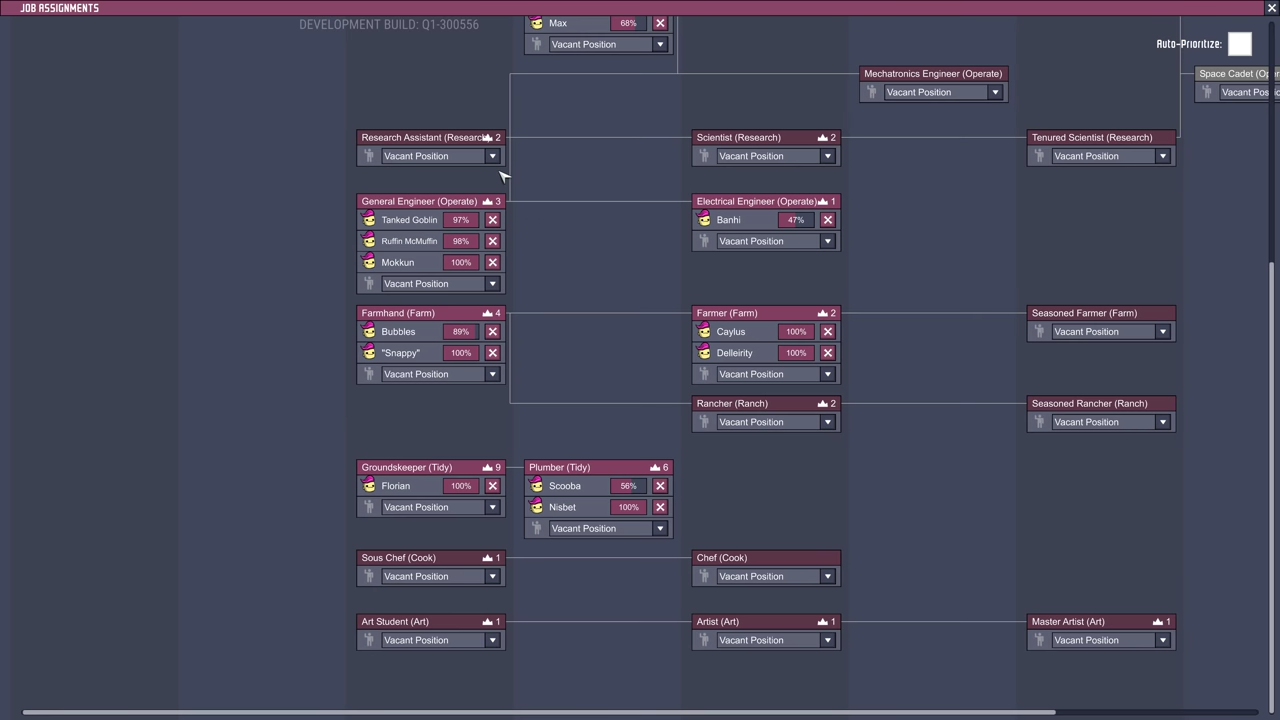 JOB ASSIGNMENTS
DEVELOPMENT BUILD: Q1-300556
Max 68%
Vacant Position
Auto-Prioritize:
Mechatronics Engineer (Operate)
Vacant Position
Space Cadet (Oper
Vacant Posi
Research Assistant (Research 2
Vacant Position
Scientist (Research) 2
Vacant Position
Tenured Scientist (Research)
Vacant Position
General Engineer (Operate) 3
Tanked Goblin 97%
Ruffin McMuffin 98%
Mokkun 100%
Vacant Position
Electrical Engineer (Operate) 1
Banhi 47%
Vacant Position
Farmhand (Farm) 4
Bubbles 89%
"Snappy" 100%
Vacant Position
Farmer (Farm) 2
Caylus 100%
Delleirity 100%
Vacant Position
Seasoned Farmer (Farm)
Vacant Position
Rancher (Ranch) 2
Vacant Position
Seasoned Rancher (Ranch)
Vacant Position
Groundskeeper (Tidy) 9
Florian 100%
Vacant Position
Plumber (Tidy) 6
Scooba 56%
Nisbet 100%
Vacant Position
Sous Chef (Cook) 1
Vacant Position
Chef (Cook)
Vacant Position
Art Student (Art) 1
Vacant Position
Artist (Art) 1
Vacant Position
Master Artist (Art) 1
Vacant Position